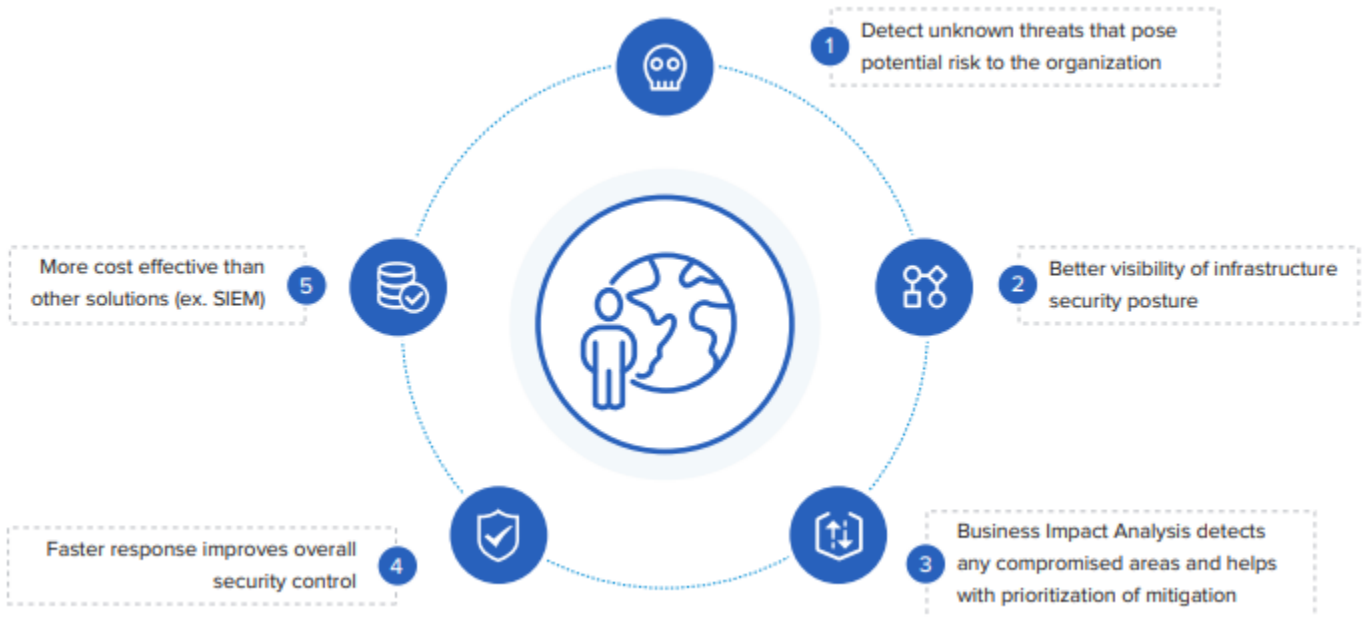 1
Detect unknown threats that pose
potential risk to the organization
2
Better visibility of infrastructure
security posture
3
Business Impact Analysis detects
any compromised areas and helps
with prioritization of mitigation
4
Faster response improves overall
security control
5
More cost effective than
other solutions (ex. SIEM)